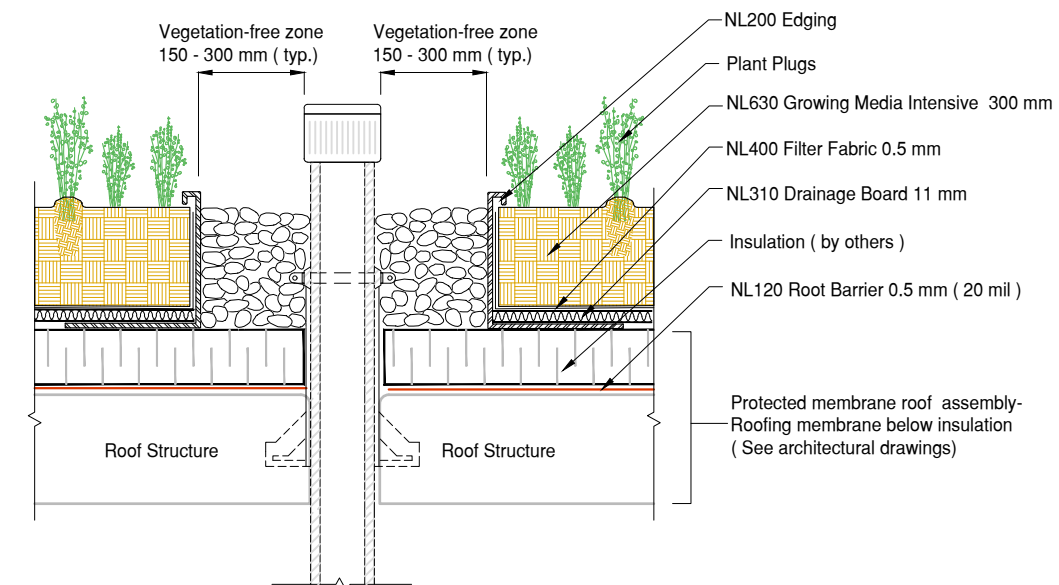 Vegetation-free zone
150 - 300 mm ( typ.)
Vegetation-free zone
150 - 300 mm ( typ.)
NL200 Edging
Plant Plugs
NL630 Growing Media Intensive  300 mm
NL400 Filter Fabric 0.5 mm
NL310 Drainage Board 11 mm
Insulation ( by others )
NL120 Root Barrier 0.5 mm ( 20 mil )
Protected membrane roof  assembly-
Roofing membrane below insulation
( See architectural drawings)
Roof Structure
Roof Structure